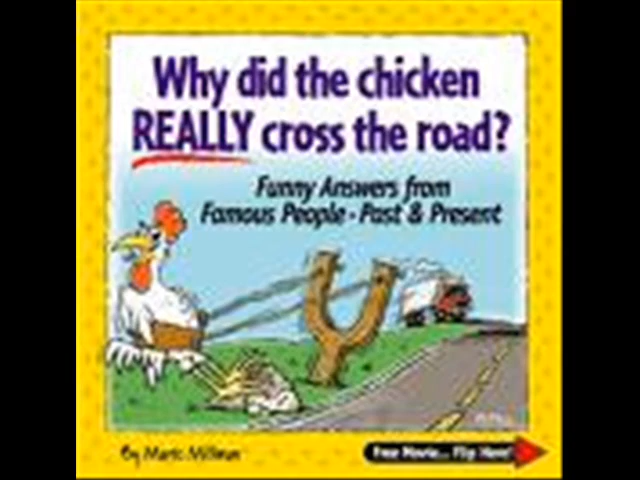 Why did the chicken
REALLY cross the road?
Funny Answers from
Famous People - Past & Present
By Marc Millman
Free Movie... Flip Here!